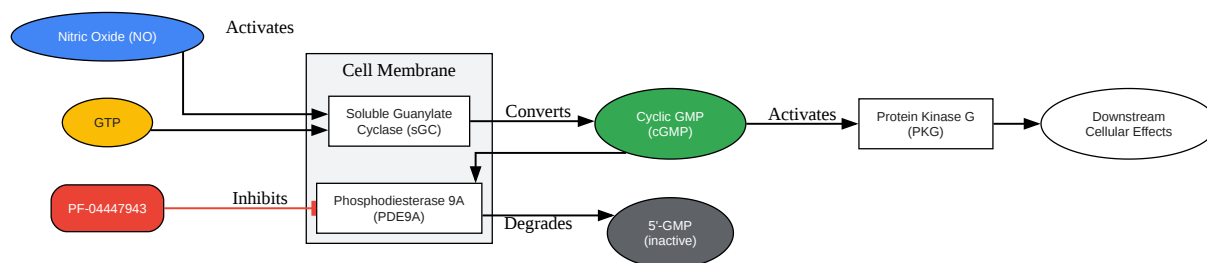 Nitric Oxide (NO)
Activates
Cell Membrane
GTP
Soluble Guanylate
Cyclase (sGC)
Converts
Cyclic GMP
(cGMP)
Activates
Protein Kinase G
(PKG)
Downstream
Cellular Effects
PF-04447943
Inhibits
Phosphodiesterase 9A
(PDE9A)
Degrades
5'-GMP
(inactive)